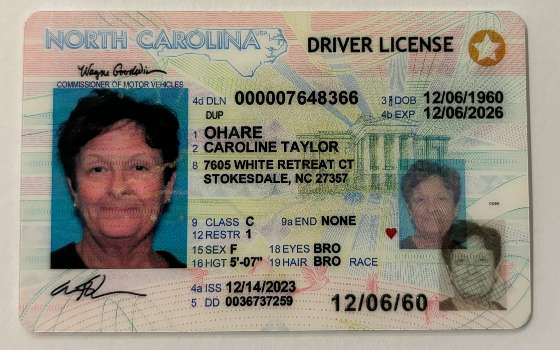 NORTH CAROLINA USA DRIVER LICENSE
Wayne Goodwin
COMMISSIONER OF MOTOR VEHICLES
4d DLN 000007648366 3 DOB 12/06/1960
DUP 4b EXP 12/06/2026
1 OHARE
2 CAROLINE TAYLOR
8 7605 WHITE RETREAT CT
STOKESDALE, NC 27357
9 CLASS C 9a END NONE
12 RESTR 1
15 SEX F 18 EYES BRO
16 HGT 5'-07" 19 HAIR BRO RACE
4a ISS 12/14/2023
5 DD 0036737259 12/06/60